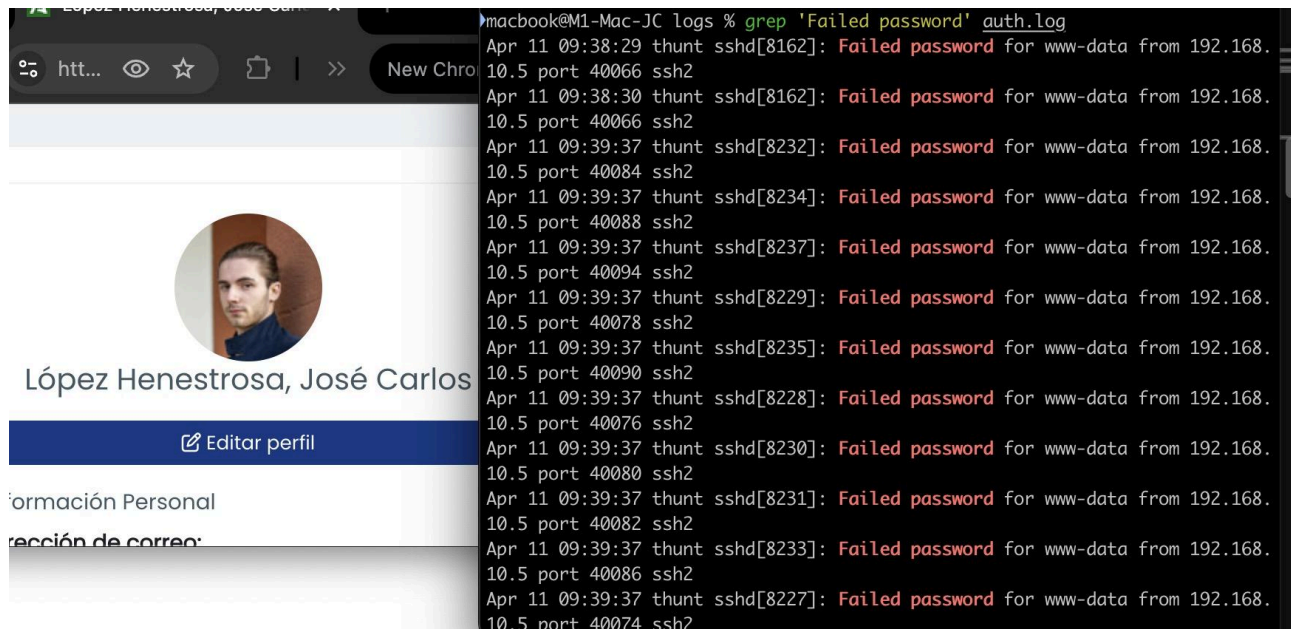 López Henestrosa, José Carlo
htt...
New Chro
López Henestrosa, José Carlos
Editar perfil
formación Personal
rección de correo:
macbook@M1-Mac-JC logs % grep 'Failed password' auth.log
Apr 11 09:38:29 thunt sshd[8162]: Failed password for www-data from 192.168.
10.5 port 40066 ssh2
Apr 11 09:38:30 thunt sshd[8162]: Failed password for www-data from 192.168.
10.5 port 40066 ssh2
Apr 11 09:39:37 thunt sshd[8232]: Failed password for www-data from 192.168.
10.5 port 40084 ssh2
Apr 11 09:39:37 thunt sshd[8234]: Failed password for www-data from 192.168.
10.5 port 40088 ssh2
Apr 11 09:39:37 thunt sshd[8237]: Failed password for www-data from 192.168.
10.5 port 40094 ssh2
Apr 11 09:39:37 thunt sshd[8229]: Failed password for www-data from 192.168.
10.5 port 40078 ssh2
Apr 11 09:39:37 thunt sshd[8235]: Failed password for www-data from 192.168.
10.5 port 40090 ssh2
Apr 11 09:39:37 thunt sshd[8228]: Failed password for www-data from 192.168.
10.5 port 40076 ssh2
Apr 11 09:39:37 thunt sshd[8230]: Failed password for www-data from 192.168.
10.5 port 40080 ssh2
Apr 11 09:39:37 thunt sshd[8231]: Failed password for www-data from 192.168.
10.5 port 40082 ssh2
Apr 11 09:39:37 thunt sshd[8233]: Failed password for www-data from 192.168.
10.5 port 40086 ssh2
Apr 11 09:39:37 thunt sshd[8227]: Failed password for www-data from 192.168.
10.5 port 40074 ssh2